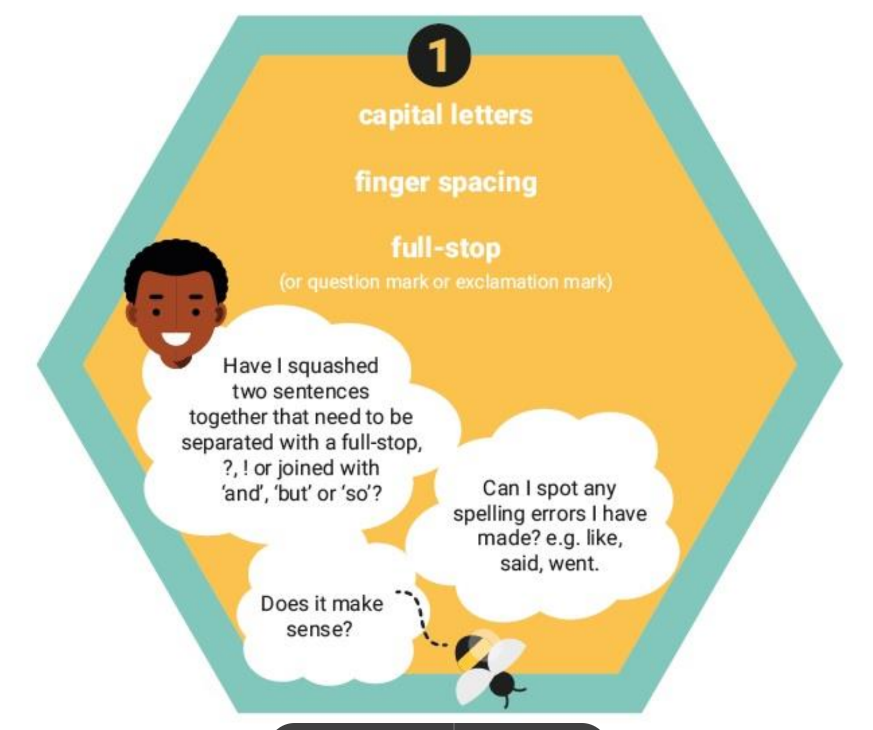 1
capital letters
finger spacing
full-stop
(or question mark or exclamation mark)
Have I squashed
two sentences
together that need to be
separated with a full-stop,
?, ! or joined with
‘and’, ‘but’ or ‘so’?
Can I spot any
spelling errors I have
made? e.g. like,
said, went.
Does it make
sense?